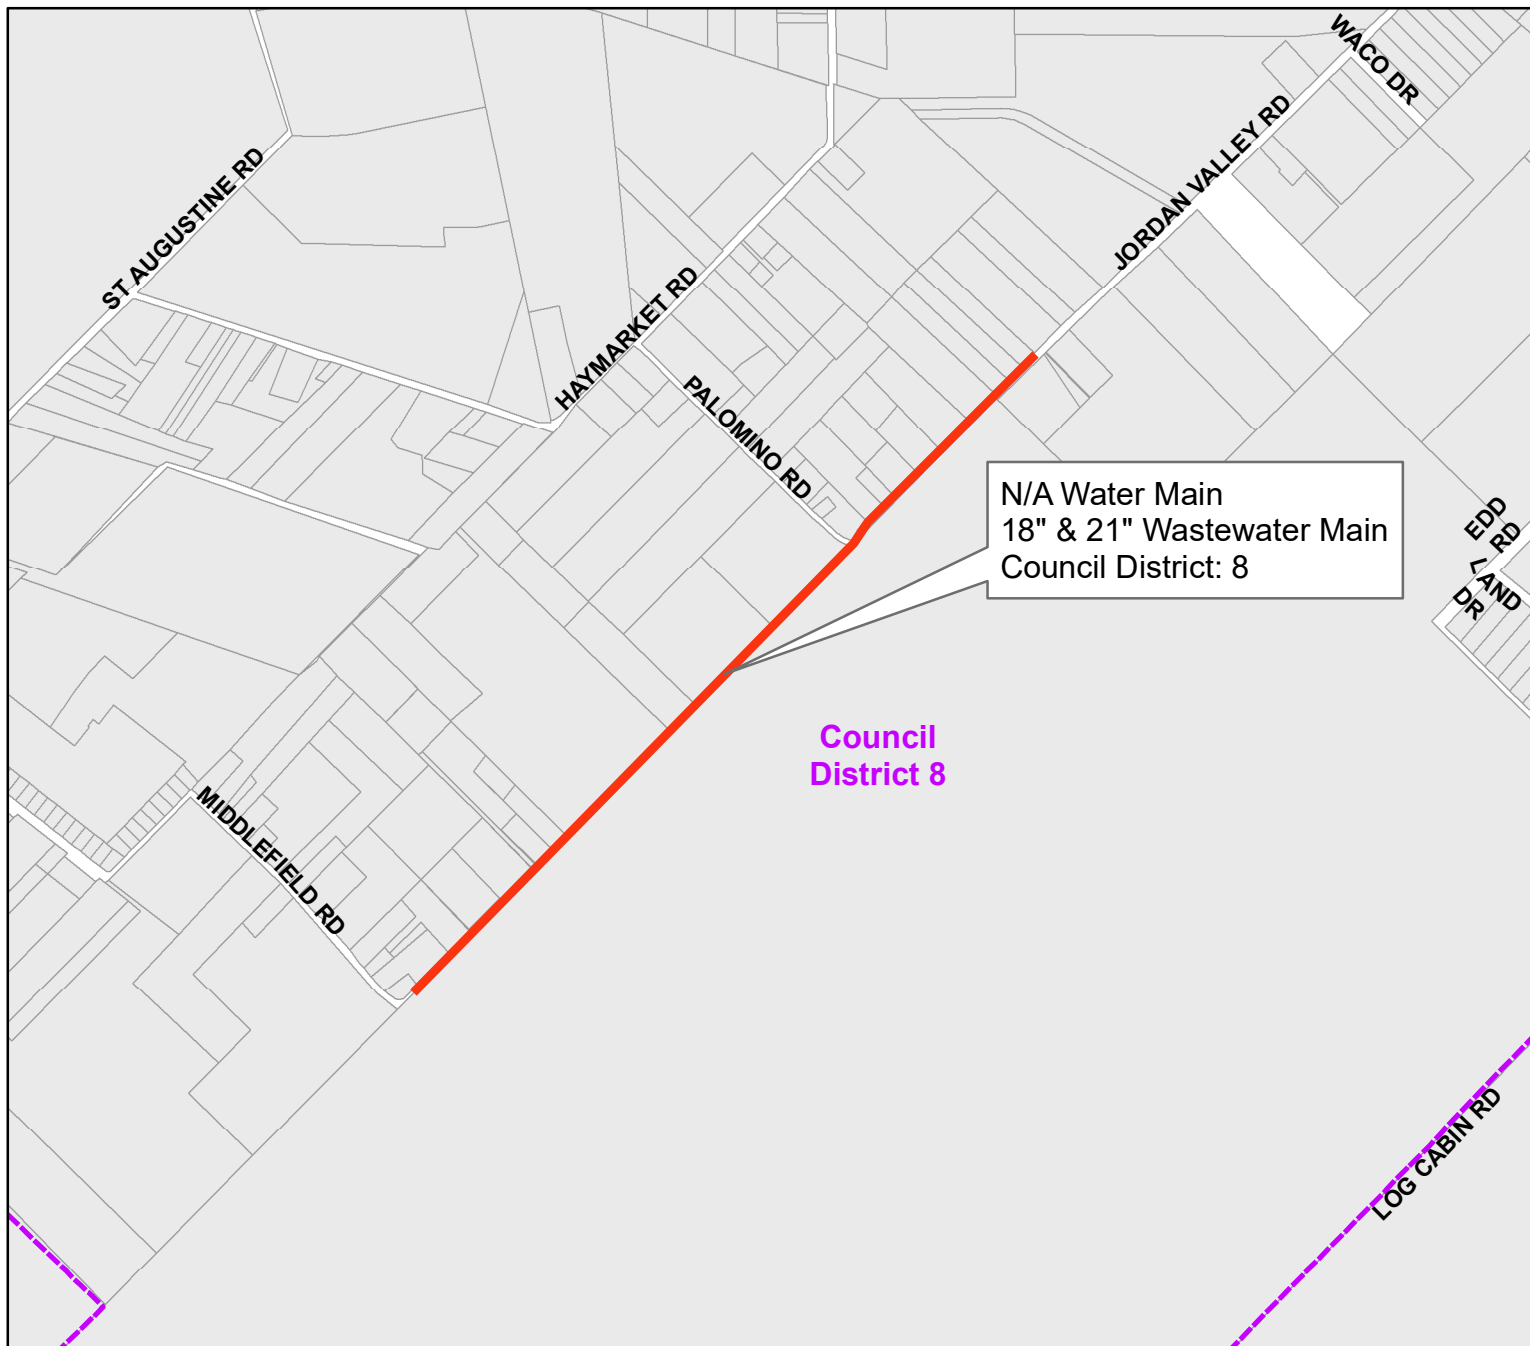 WACO DR
JORDAN VALLEY RD
ST AUGUSTINE RD
HAYMARKET RD
PALOMINO RD
N/A Water Main
18" & 21" Wastewater Main
Council District: 8
EDD
RD
LAND
DR
Council
District 8
MIDDLEFIELD RD
LOG CABIN RD